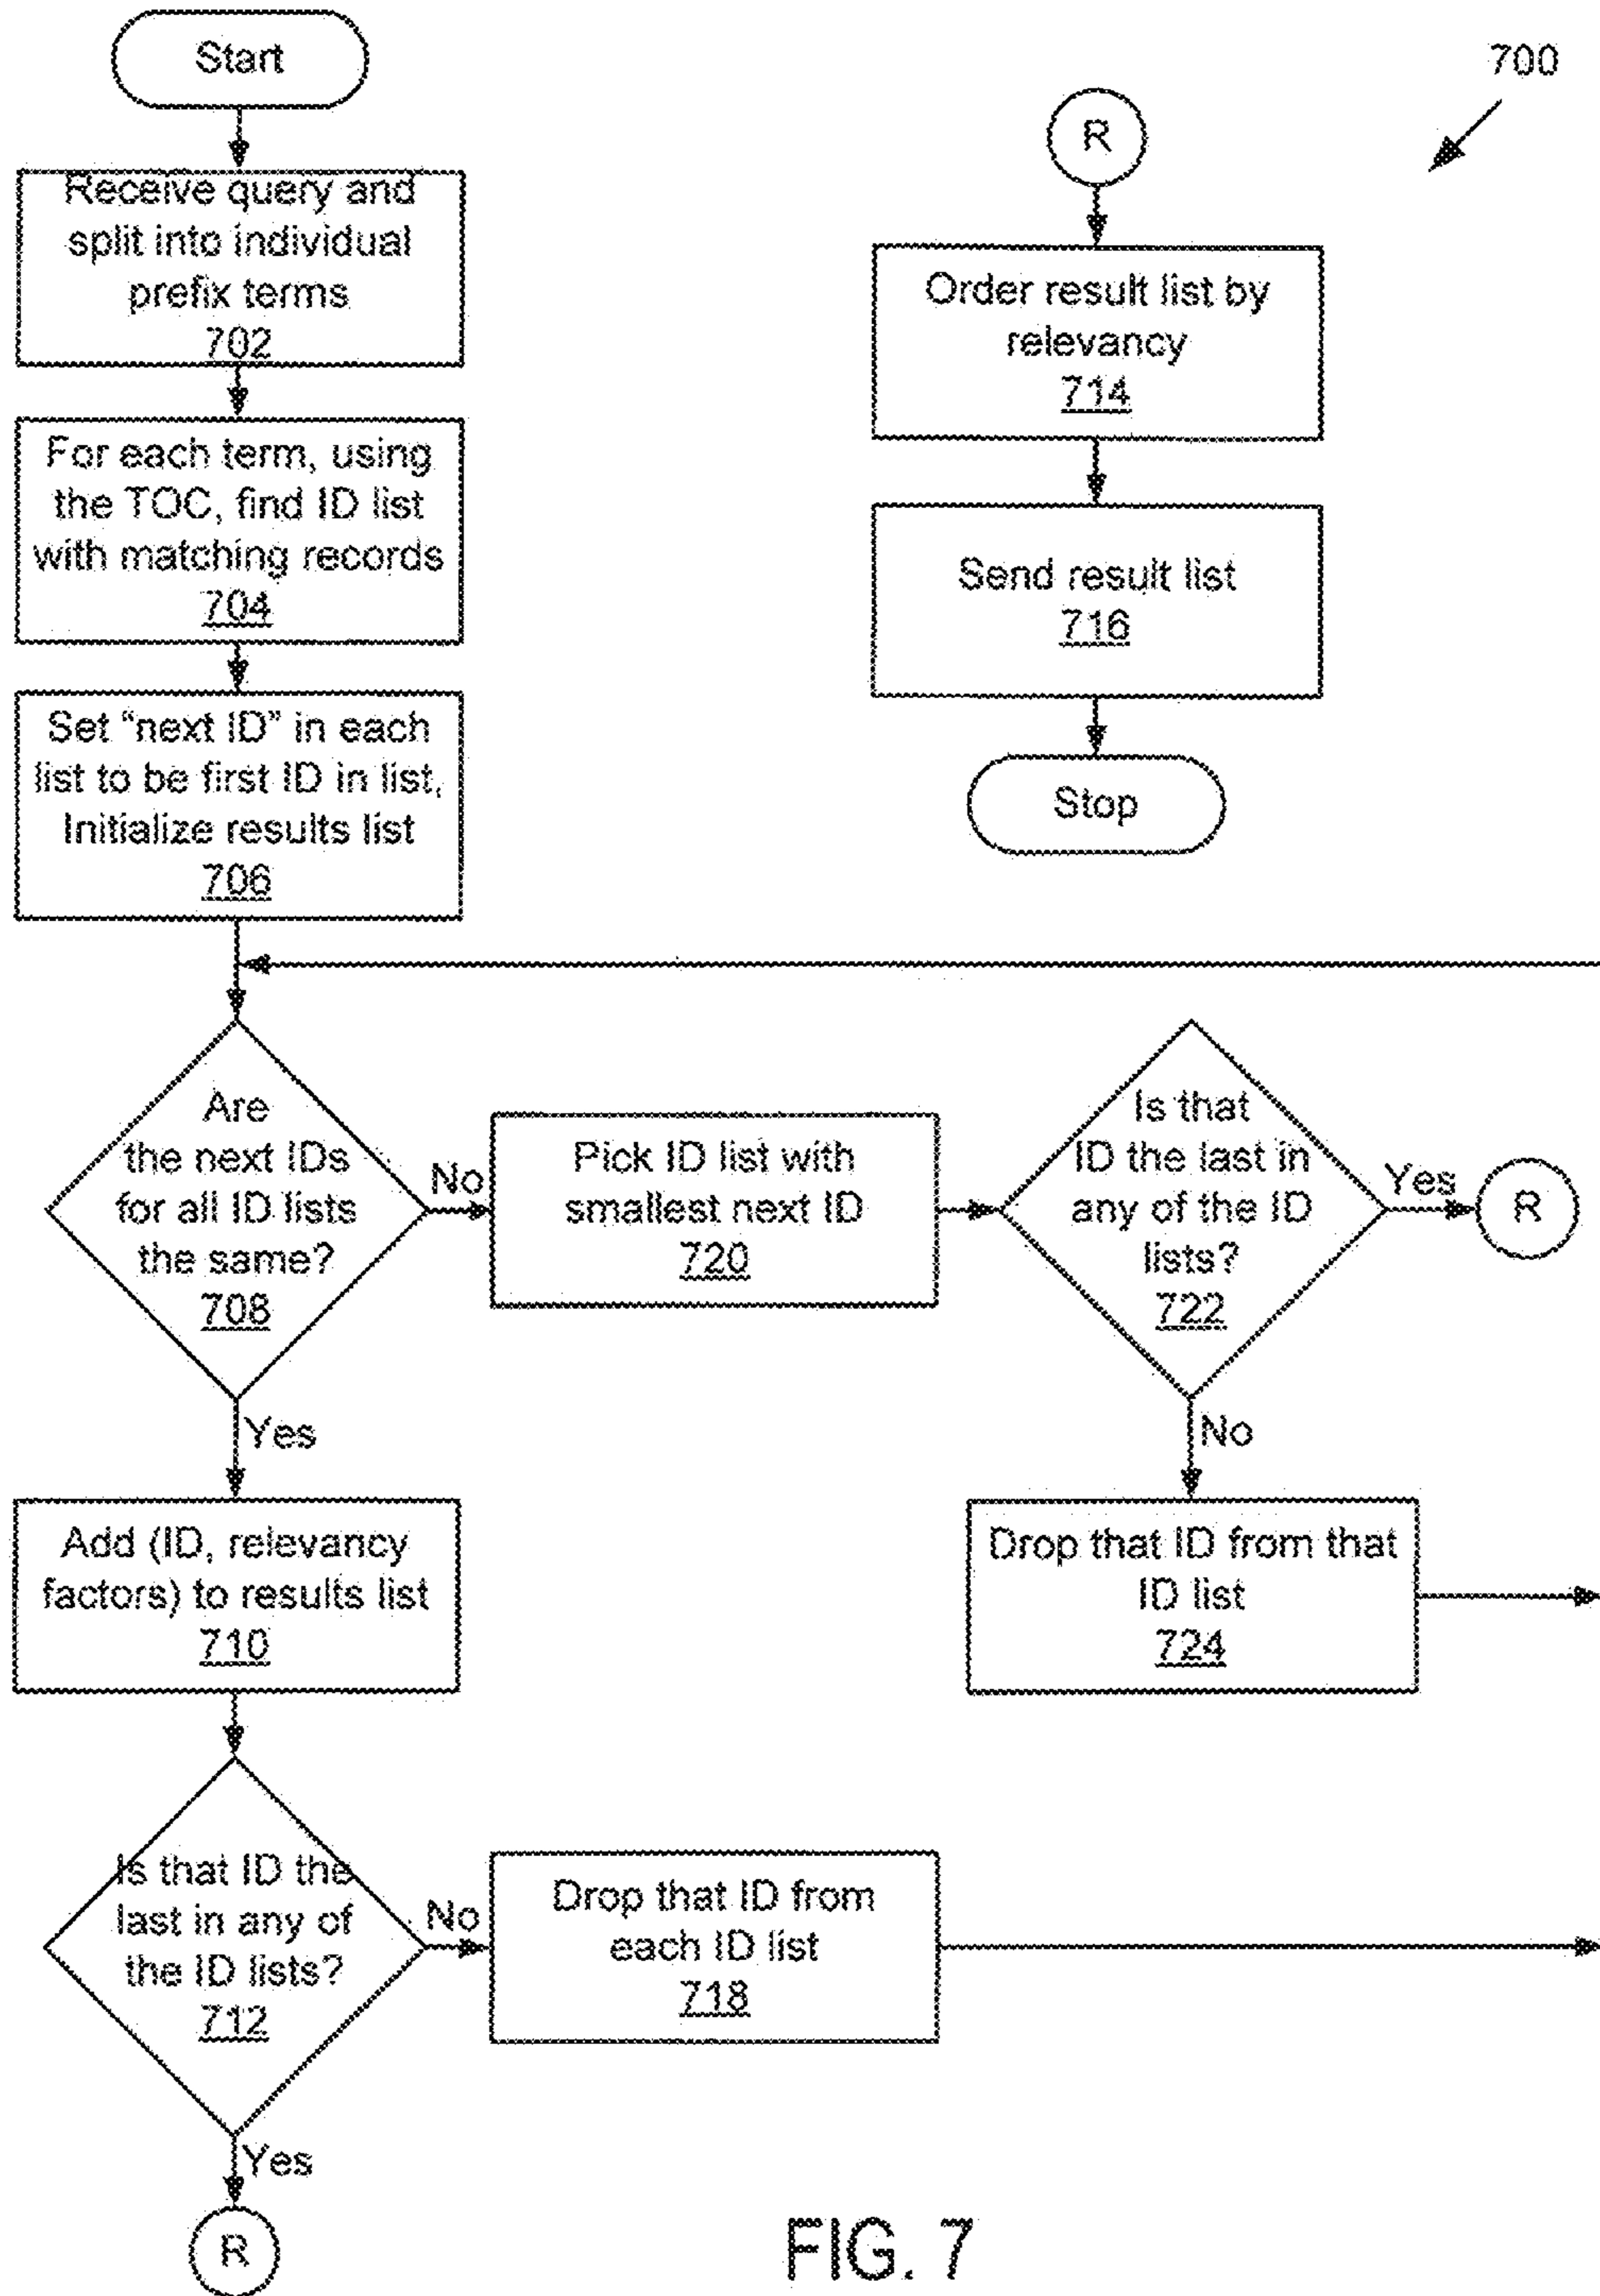 Start
Receive query and
split into individual
prefix terms
702
For each term, using
the TOC, find ID list
with matching records
704
Set “next ID” in each
list to be first ID in list,
Initialize results list
706
700
R
Order result list by
relevancy
714
Send result list
716
Stop
Are
the next IDs
for all ID lists
the same?
708
No
Pick ID list with
smallest next ID
720
Is that
ID the last in
any of the ID
lists?
722
Yes
R
Yes
No
Add (ID, relevancy
factors) to results list
710
Drop that ID from that
ID list
724
Is that ID the
last in any of
the ID lists?
712
No
Drop that ID from
each ID list
718
Yes
R
FIG. 7